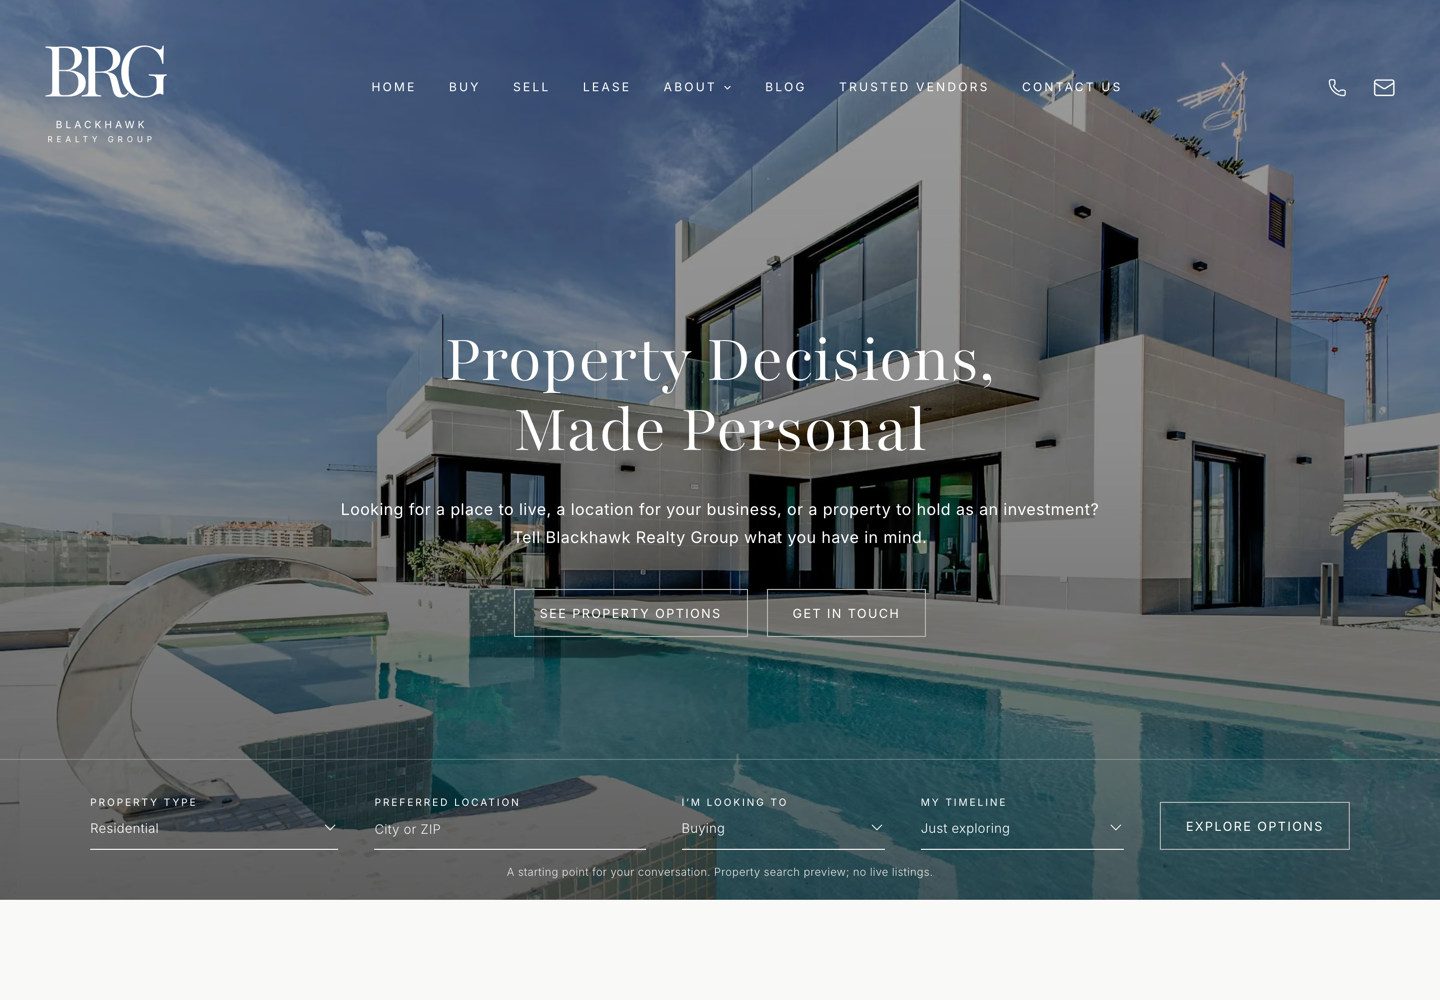 BRG
BLACKHAWK
REALTY GROUP
HOME BUY SELL LEASE ABOUT BLOG TRUSTED VENDORS CONTACT US
Property Decisions,
Made Personal
Looking for a place to live, a location for your business, or a property to hold as an investment?
Tell Blackhawk Realty Group what you have in mind.
SEE PROPERTY OPTIONS GET IN TOUCH
PROPERTY TYPE PREFERRED LOCATION I'M LOOKING TO MY TIMELINE
Residential City or ZIP Buying Just exploring EXPLORE OPTIONS
A starting point for your conversation. Property search preview; no live listings.